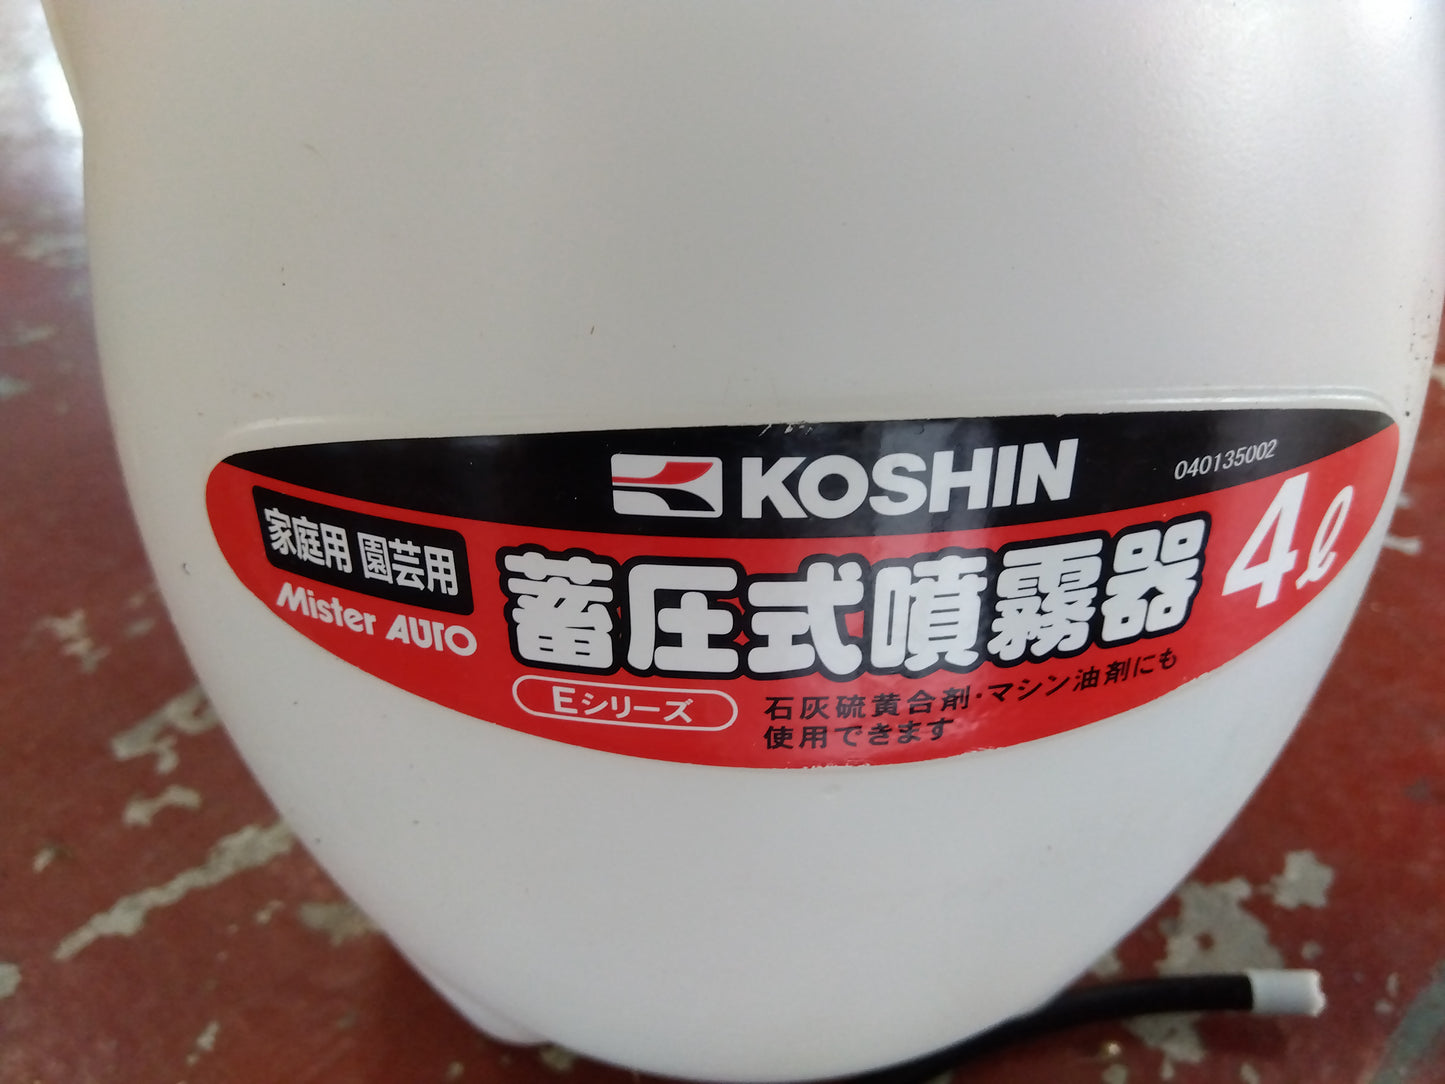 KOSHIN
040135002
家庭用 園芸用
Mister AUTO
蓄圧式噴霧器
4ℓ
Eシリーズ
石灰硫黄合剤・マシン油剤にも
使用できます